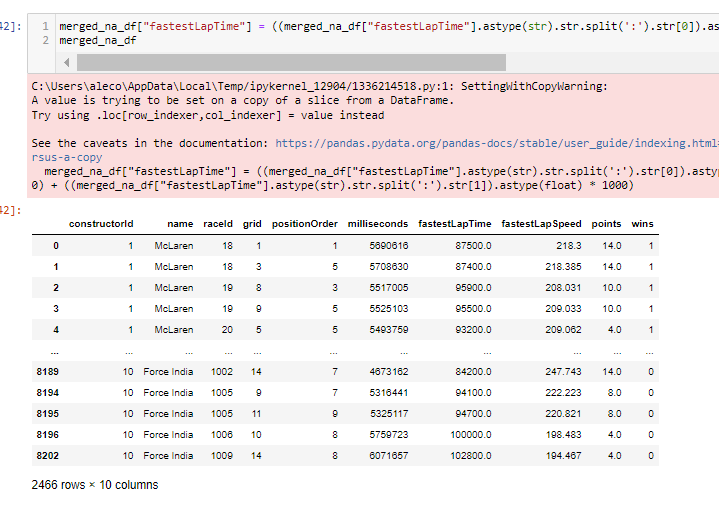 42]:
1 merged_na_df["fastestLapTime"] = ((merged_na_df["fastestLapTime"].astype(str).str.split(':').str[0]).as
2 merged_na_df
C:\Users\aleco\AppData\Local\Temp/ipykernel_12904/1336214518.py:1: SettingWithCopyWarning:
A value is trying to be set on a copy of a slice from a DataFrame.
Try using .loc[row_indexer,col_indexer] = value instead
See the caveats in the documentation: https://pandas.pydata.org/pandas-docs/stable/user_guide/indexing.html
rsus-a-copy
merged_na_df["fastestLapTime"] = ((merged_na_df["fastestLapTime"].astype(str).str.split(':').str[0]).asty
0) + ((merged_na_df["fastestLapTime"].astype(str).str.split(':').str[1]).astype(float) * 1000)
42]:
constructorId name raceId grid positionOrder milliseconds fastestLapTime fastestLapSpeed points wins
0 1 McLaren 18 1 1 5690616 87500.0 218.3 14.0 1
1 1 McLaren 18 3 5 5708630 87400.0 218.385 14.0 1
2 1 McLaren 19 8 3 5517005 95900.0 208.031 10.0 1
3 1 McLaren 19 9 5 5525103 95500.0 209.033 10.0 1
4 1 McLaren 20 5 5 5493759 93200.0 209.062 4.0 1
... ... ... ... ... ... ... ... ... ... ...
8189 10 Force India 1002 14 7 4673162 84200.0 247.743 14.0 0
8194 10 Force India 1005 9 7 5316441 94100.0 222.223 8.0 0
8195 10 Force India 1005 11 9 5325117 94700.0 220.821 8.0 0
8196 10 Force India 1006 10 8 5759723 100000.0 198.483 4.0 0
8202 10 Force India 1009 14 8 6071657 102800.0 194.467 4.0 0
2466 rows × 10 columns